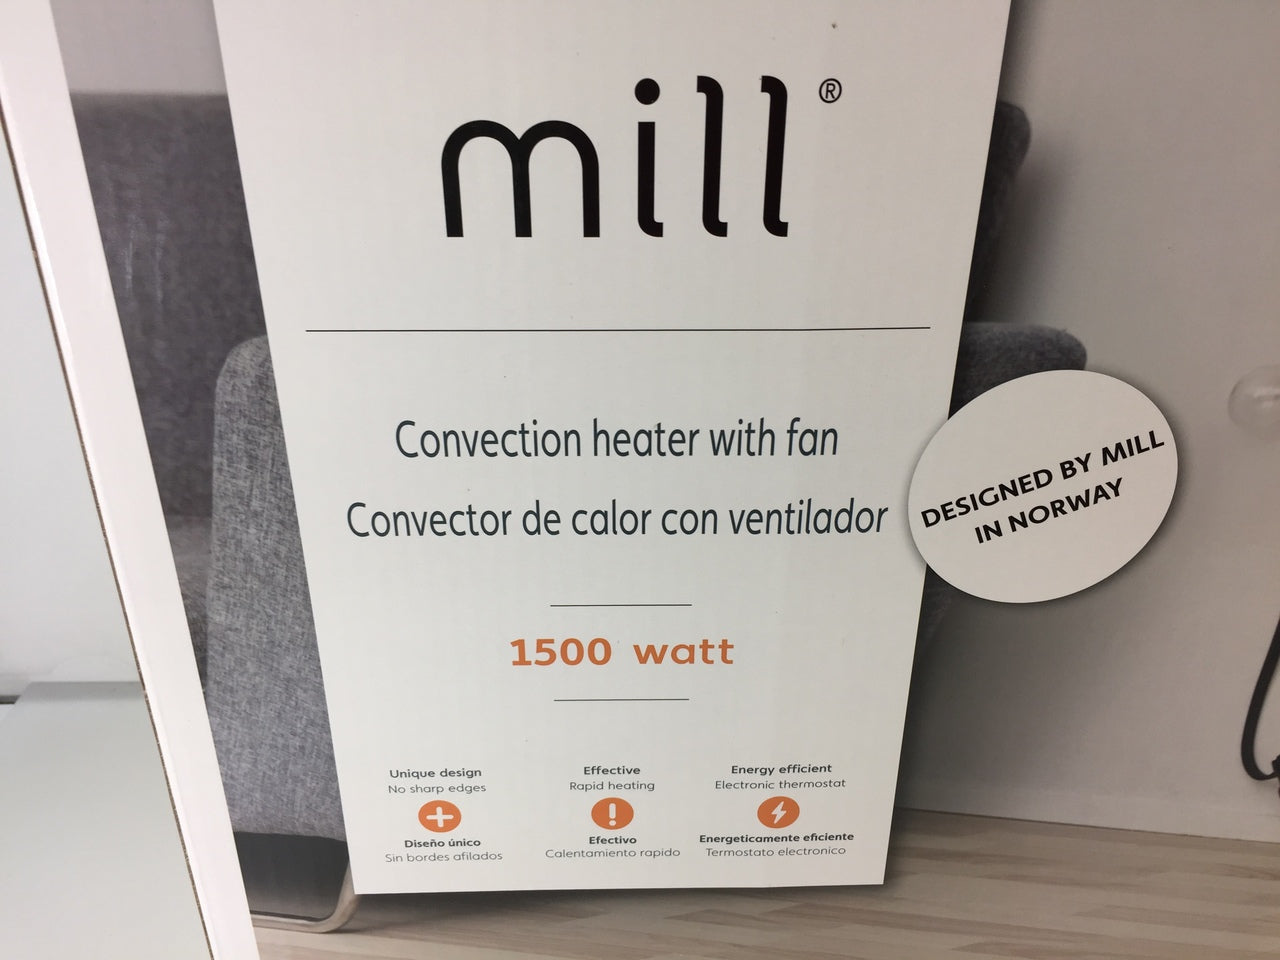 mill®
Convection heater with fan
Convector de calor con ventilador
DESIGNED BY MILL
IN NORWAY
1500 watt
Unique design
No sharp edges
Diseño único
Sin bordes afilados
Effective
Rapid heating
Efectivo
Calentamiento rapido
Energy efficient
Electronic thermostat
Energeticamente eficiente
Termostato electronico